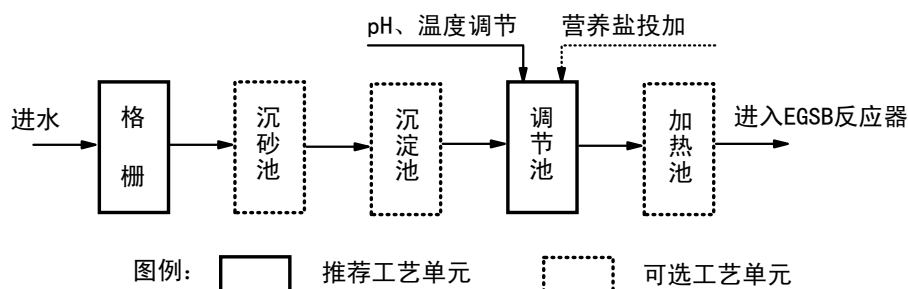 pH、温度调节
营养盐投加
进水
格栅
沉砂池
沉淀池
调节池
加热池
进入EGSB反应器
图例：
推荐工艺单元
可选工艺单元